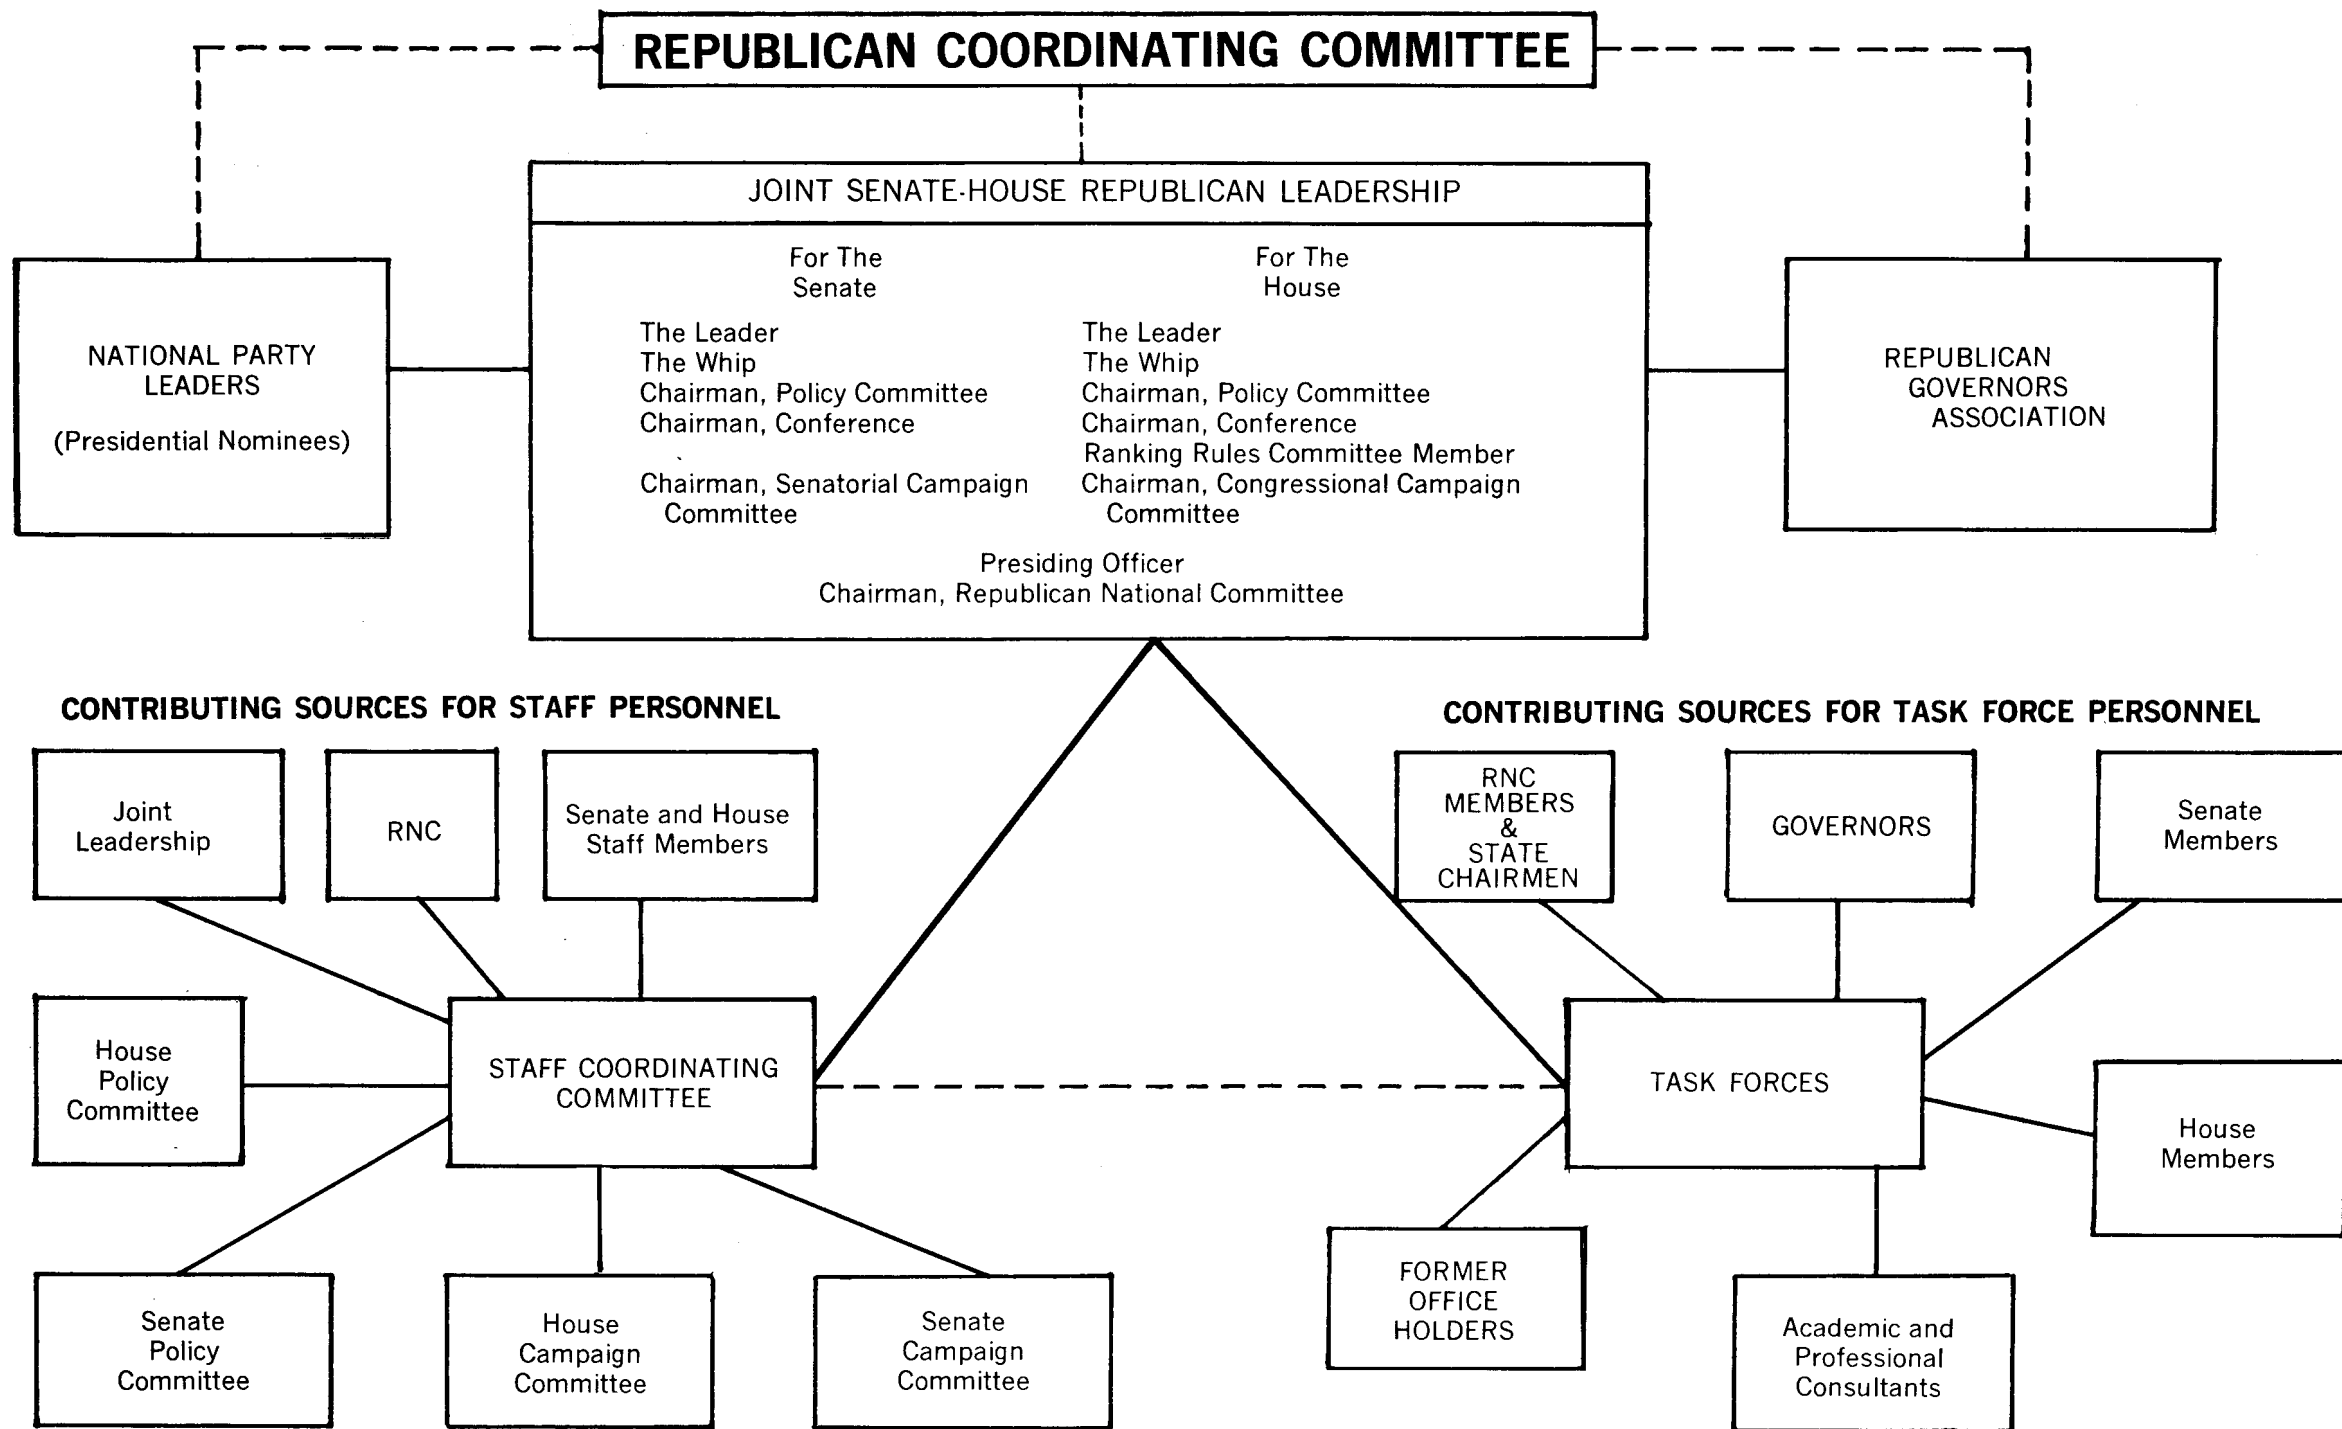 REPUBLICAN COORDINATING COMMITTEE
JOINT SENATE-HOUSE REPUBLICAN LEADERSHIP
For The
Senate
The Leader
The Whip
Chairman, Policy Committee
Chairman, Conference
Chairman, Senatorial Campaign
Committee
For The
House
The Leader
The Whip
Chairman, Policy Committee
Chairman, Conference
Ranking Rules Committee Member
Chairman, Congressional Campaign
Committee
Presiding Officer
Chairman, Republican National Committee
NATIONAL PARTY
LEADERS
(Presidential Nominees)
REPUBLICAN
GOVERNORS
ASSOCIATION
CONTRIBUTING SOURCES FOR STAFF PERSONNEL
Joint
Leadership
RNC
Senate and House
Staff Members
House
Policy
Committee
STAFF COORDINATING
COMMITTEE
Senate
Policy
Committee
House
Campaign
Committee
Senate
Campaign
Committee
CONTRIBUTING SOURCES FOR TASK FORCE PERSONNEL
RNC
MEMBERS
&
STATE
CHAIRMEN
GOVERNORS
Senate
Members
TASK FORCES
House
Members
FORMER
OFFICE
HOLDERS
Academic and
Professional
Consultants